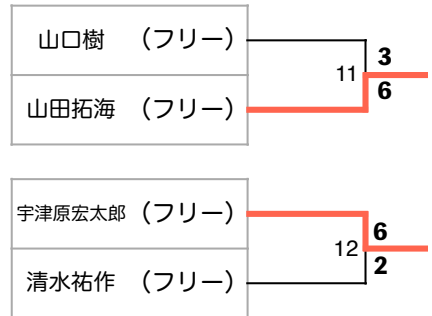 山口樹 (フリー)
3
11
6
山田拓海 (フリー)
宇津原宏太郎 (フリー)
6
12
2
清水祐作 (フリー)